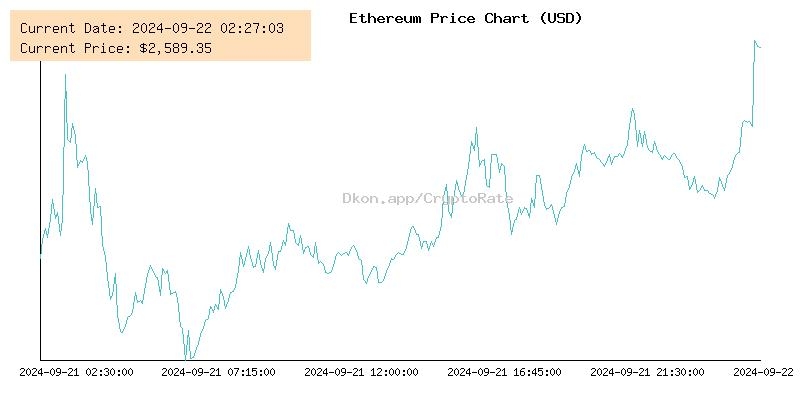 Ethereum Price Chart (USD)
Current Date: 2024-09-22 02:27:03
Current Price: $2,589.35
Dkon.app/CryptoRate
2024-09-21 02:30:00 2024-09-21 07:15:00 2024-09-21 12:00:00 2024-09-21 16:45:00 2024-09-21 21:30:00 2024-09-22